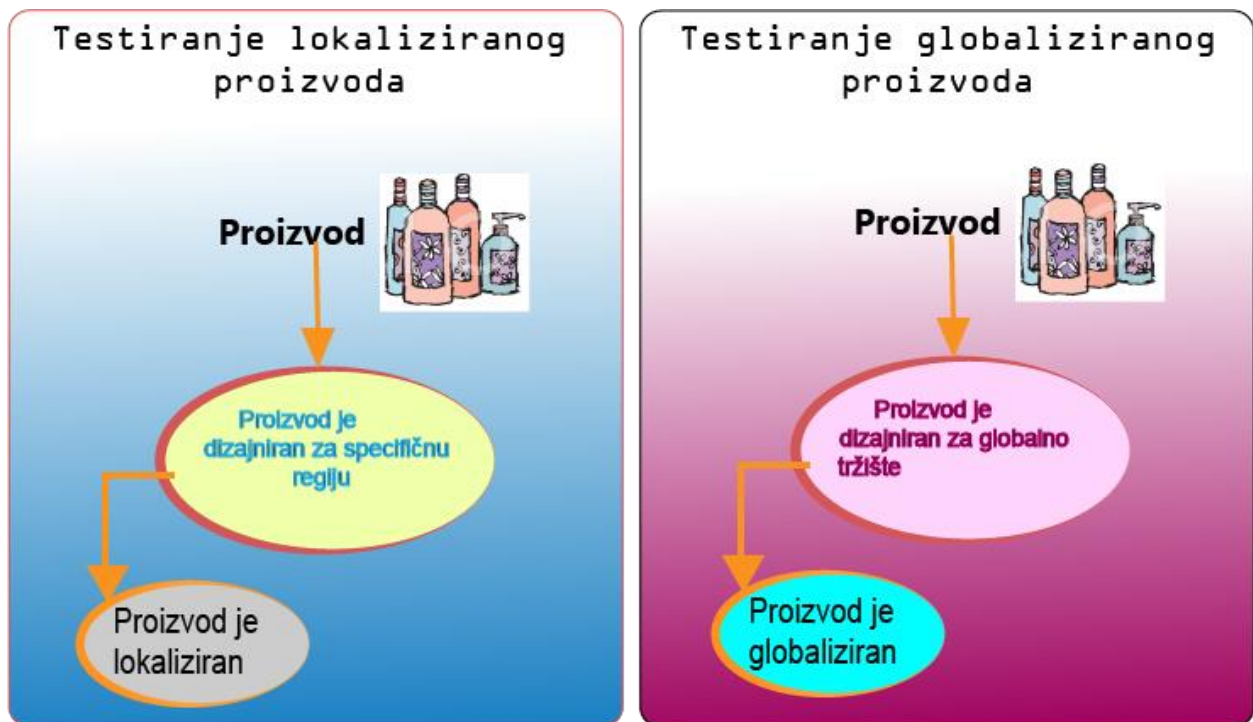 Testiranje lokaliziranog
proizvoda
Proizvod
Proizvod je
dizajniran za specifičnu
regiju
Proizvod je
lokaliziran
Testiranje globaliziranog
proizvoda
Proizvod
Proizvod je
dizajniran za globalno
tržište
Proizvod je
globaliziran